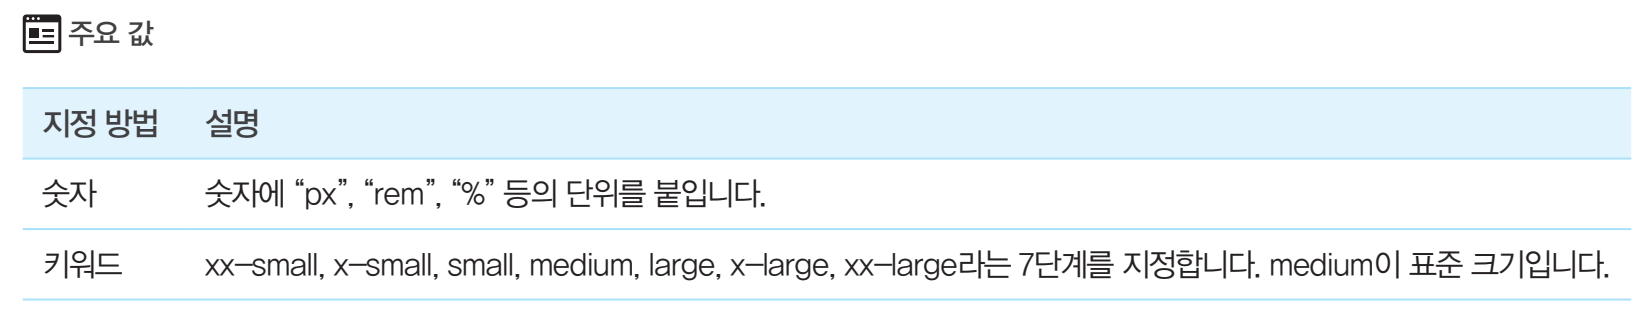 주요 값
지정 방법 설명
숫자 숫자에 “px”, “rem”, “%” 등의 단위를 붙입니다.
키워드 xx-small, x-small, small, medium, large, x-large, xx-large라는 7단계를 지정합니다. medium이 표준 크기입니다.